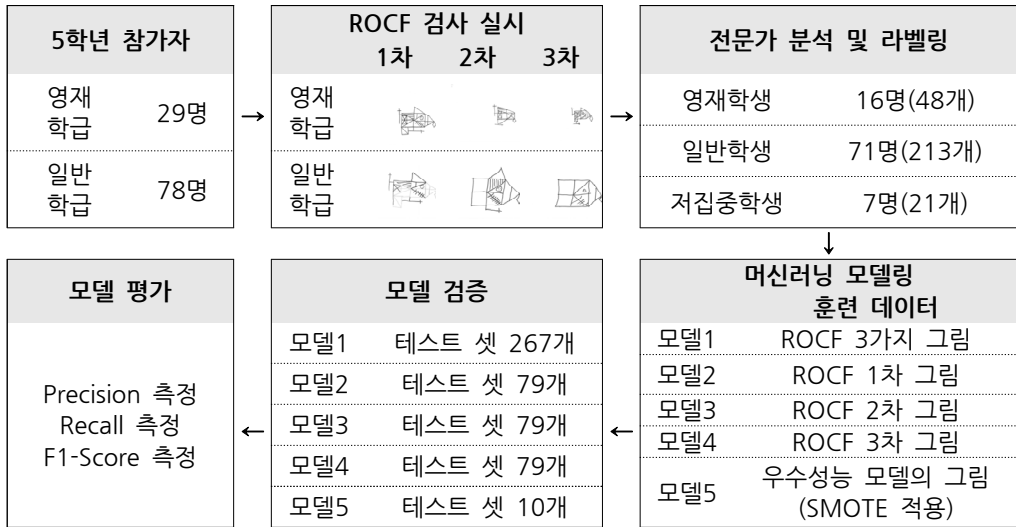 5학년 참가자
영재
학급
29명
일반
학급
78명
→
ROCF 검사 실시
1차 2차 3차
영재
학급
일반
학급
→
전문가 분석 및 라벨링
영재학생 16명(48개)
일반학생 71명(213개)
저집중학생 7명(21개)
↓
머신러닝 모델링
훈련 데이터
모델1 ROCF 3가지 그림
모델2 ROCF 1차 그림
모델3 ROCF 2차 그림
모델4 ROCF 3차 그림
모델5
우수성능 모델의 그림
(SMOTE 적용)
←
모델 검증
모델1 테스트 셋 267개
모델2 테스트 셋 79개
모델3 테스트 셋 79개
모델4 테스트 셋 79개
모델5 테스트 셋 10개
←
모델 평가
Precision 측정
Recall 측정
F1-Score 측정